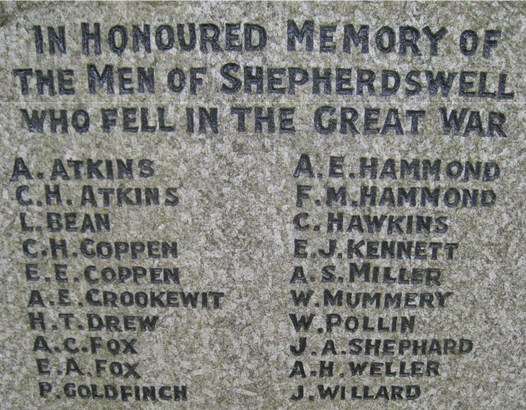 IN HONOURED MEMORY OF
THE MEN OF SHEPHERDSWELL
WHO FELL IN THE GREAT WAR
A. ATKINS
C. H. ATKINS
L. BEAN
C. H. COPPEN
E. E. COPPEN
A. E. CROOKEWIT
H. T. DREW
A. C. FOX
E. A. FOX
P. GOLDFINCH
A. E. HAMMOND
F. M. HAMMOND
C. HAWKINS
E. J. KENNETT
A. S. MILLER
W. MUMMERY
W. POLLIN
J. A. SHEPHARD
A. H. WELLER
J. WILLARD